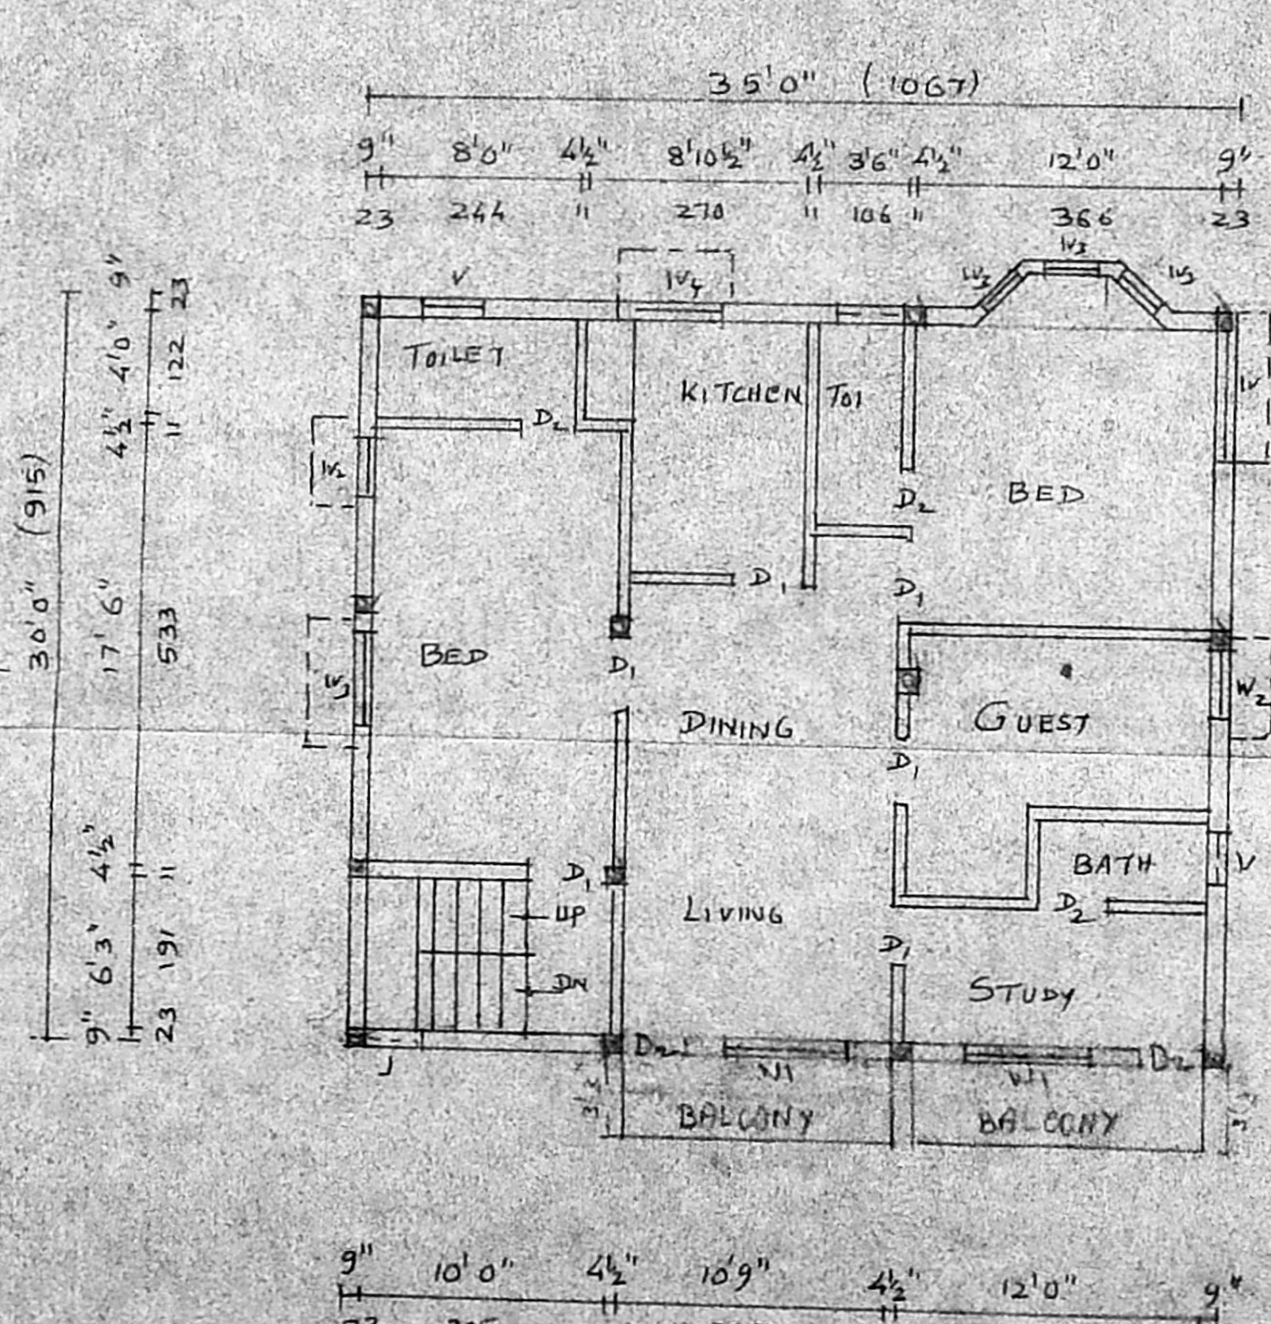 35'0" (1067)
9" 8'0" 4½" 8'10½" 4½" 3'6" 4½" 12'0" 9"
23 244 11 270 11 106 11 366 23
30'0" (915)
9" 4'0" 4½" 17'6" 4½" 6'3" 9"
23 122 11 533 11 191 23
V
W4
W3 W3 W3
TOILET
KITCHEN
TOI
W
D2
W2
D2
BED
D1
D1
BED
D1
DINING
GUEST
W2
D1
BATH
V
D1
UP
LIVING
D2
D1
DN
STUDY
D2
W1
W1
D2
BALCONY
BALCONY
9" 10'0" 4½" 10'9" 4½" 12'0" 9"